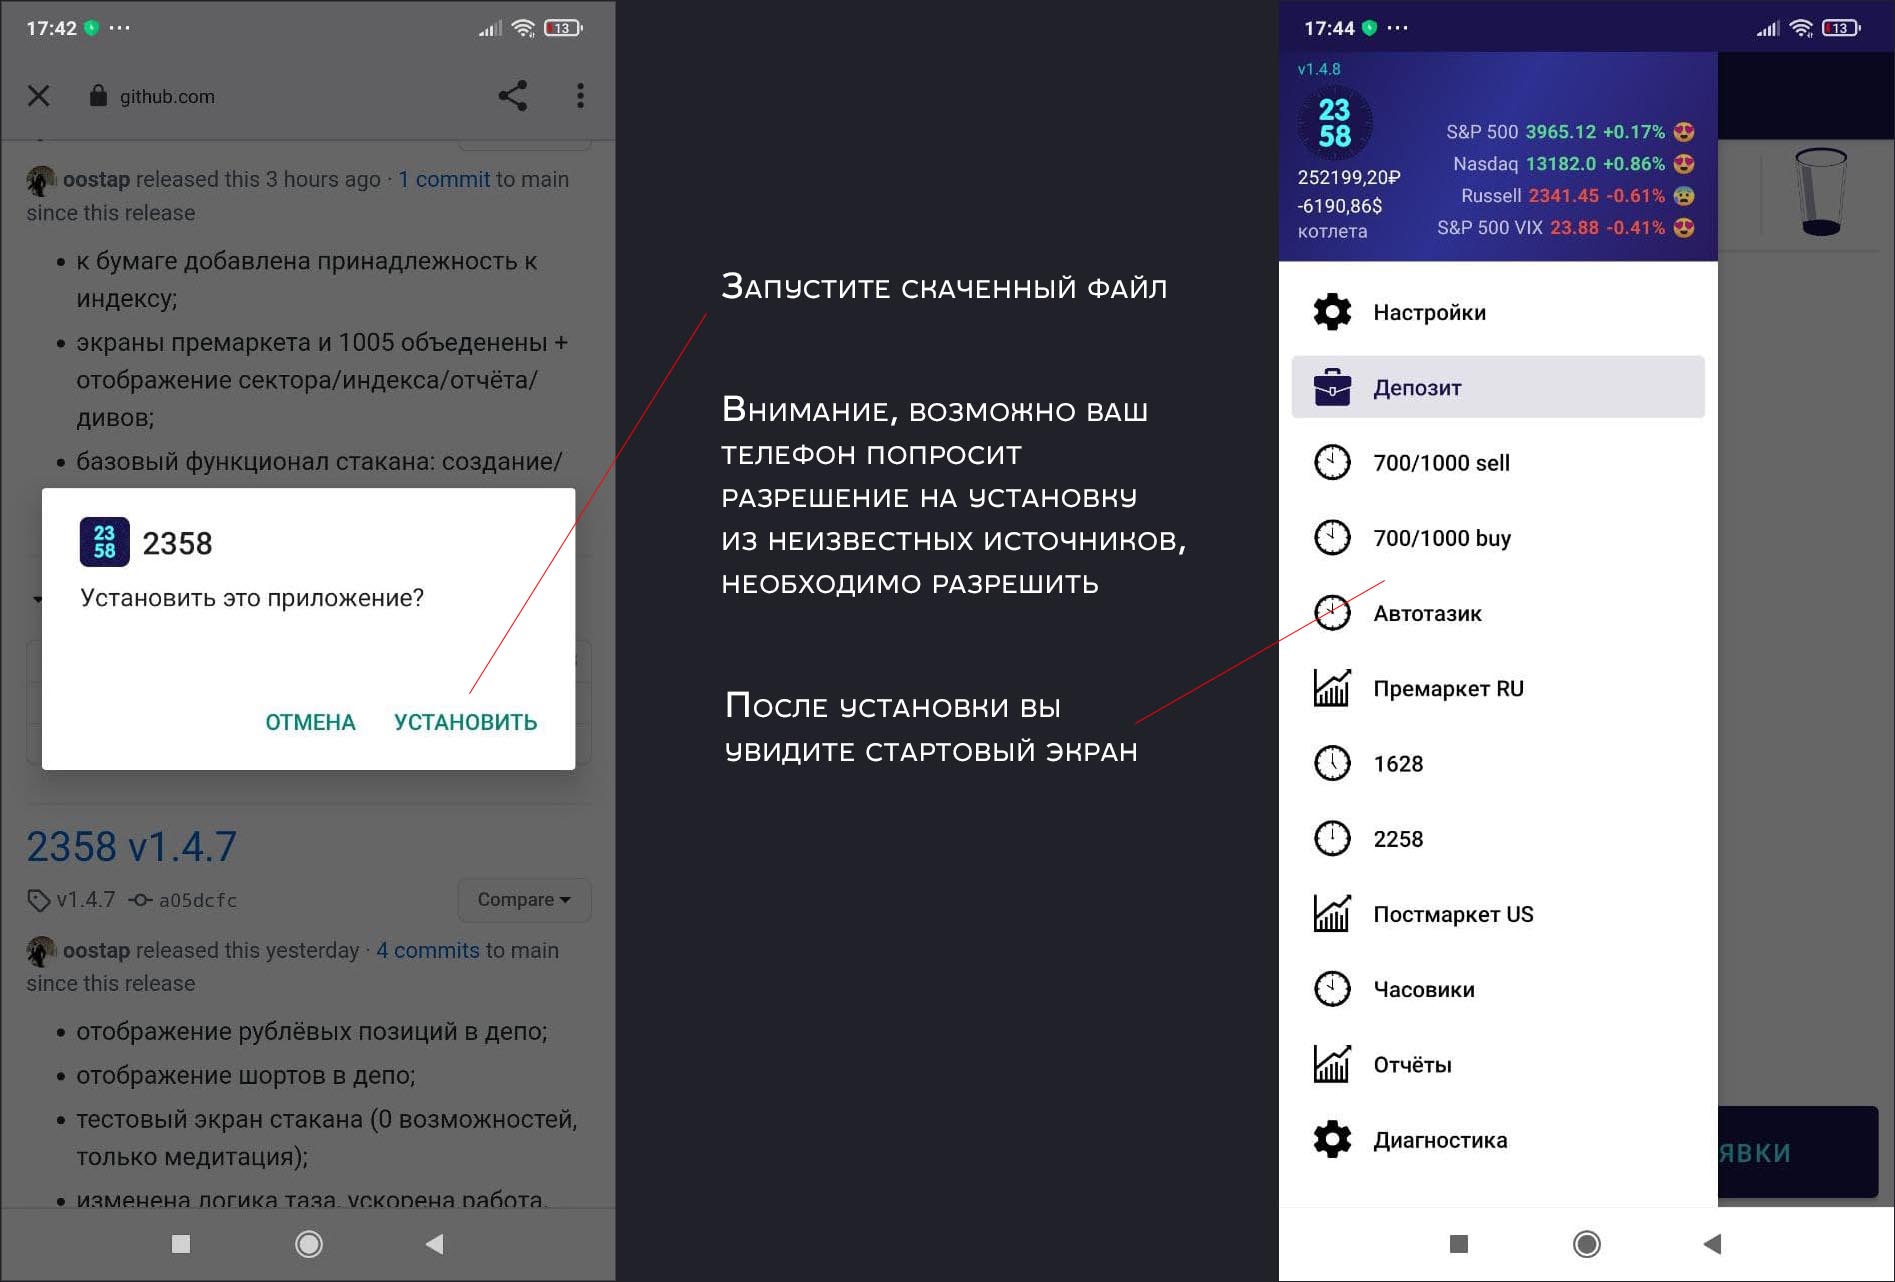 17:42
13
github.com
oostap released this 3 hours ago · 1 commit to main
since this release
• к бумаге добавлена принадлежность к
индексу;
• экраны премаркета и 1005 объеденены +
отображение сектора/индекса/отчёта/
дивов;
• базовый функционал стакана: создание/
23
58
2358
Установить это приложение?
ОТМЕНА УСТАНОВИТЬ
2358 v1.4.7
v1.4.7 a05dcfc
Compare
oostap released this yesterday · 4 commits to main
since this release
• отображение рублёвых позиций в депо;
• отображение шортов в депо;
• тестовый экран стакана (0 возможностей,
только медитация);
• изменена логика таза, ускорена работа,
Запустите скаченный файл
Внимание, возможно ваш
телефон попросит
разрешение на установку
из неизвестных источников,
необходимо разрешить
После установки вы
увидите стартовый экран
17:44
13
v1.4.8
23
58
252199,20₽
-6190,86$
котлета
S&P 500 3965.12 +0.17%
Nasdaq 13182.0 +0.86%
Russell 2341.45 -0.61%
S&P 500 VIX 23.88 -0.41%
Настройки
Депозит
700/1000 sell
700/1000 buy
Автотазик
Премаркет RU
1628
2258
Постмаркет US
Часовики
Отчёты
Диагностика
ЯВКИ